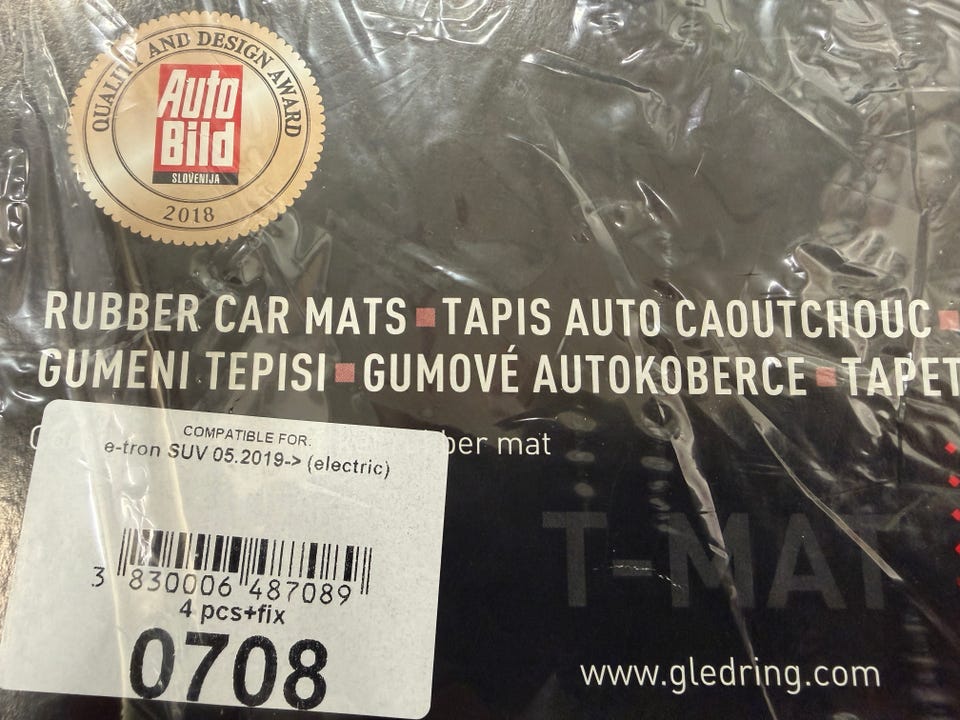 QUALITY AND DESIGN AWARD
Auto
Bild
SLOVENIJA
2018
RUBBER CAR MATS ▪ TAPIS AUTO CAOUTCHOUC ▪
GUMENI TEPISI ▪ GUMOVÉ AUTOKOBERCE ▪ TAPET
mat
COMPATIBLE FOR:
e-tron SUV 05.2019-> (electric)
3 830006 487089
4 pcs+fix
0708
T-MAT
www.gledring.com